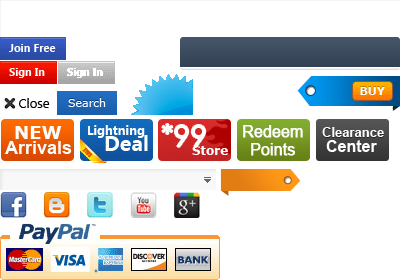 Join Free
Sign In Sign In
BUY
Close Search
NEW Arrivals
Lightning Deal
*99 Store
Redeem Points
Clearance Center
You Tube
g+
PayPal
MasterCard VISA AMERICAN EXPRESS DISCOVER BANK